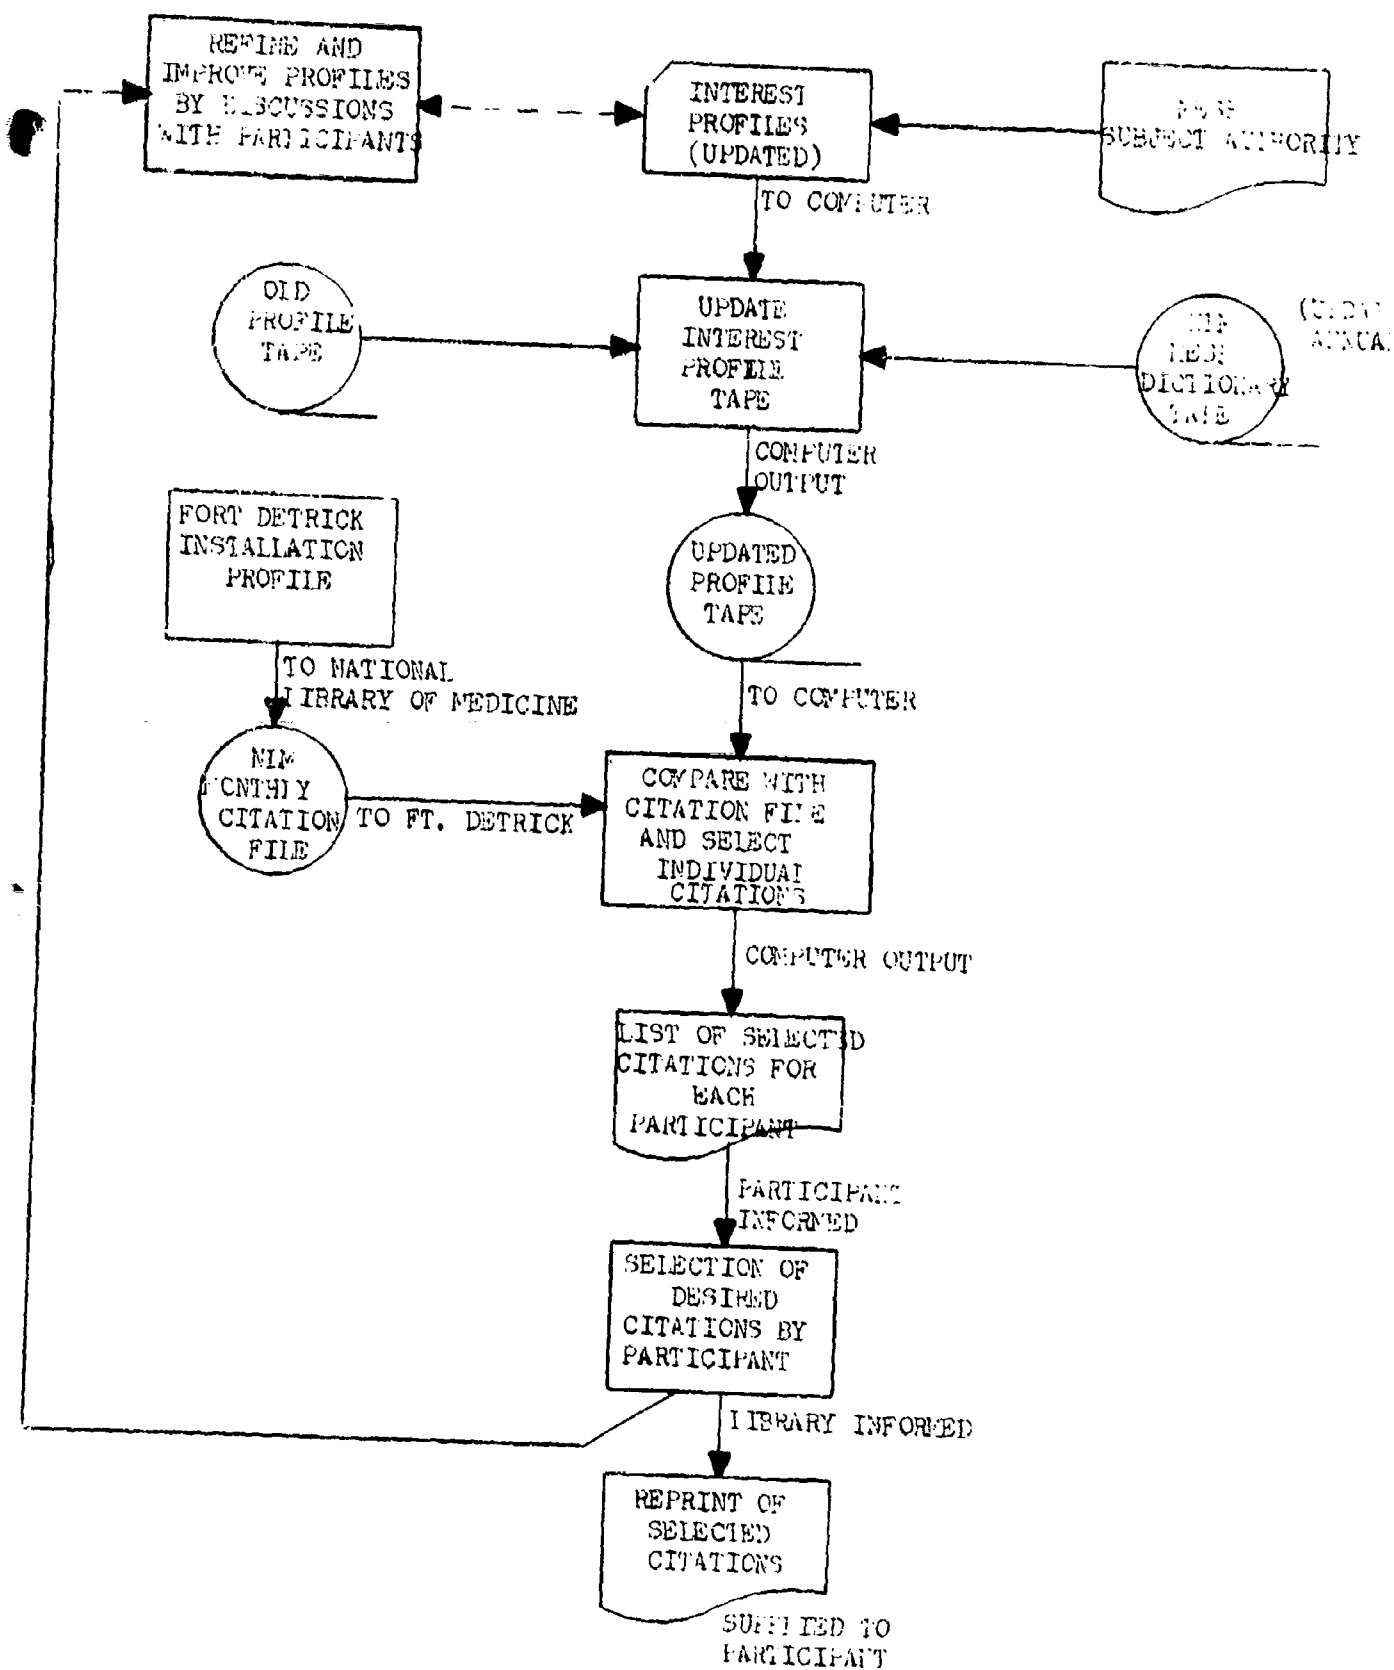 REFINE AND
IMPROVE PROFILES
BY DISCUSSIONS
WITH PARTICIPANTS
INTEREST
PROFILES
(UPDATED)
SUBJECT AUTHORITY
TO COMPUTER
OLD
PROFILE
TAPE
UPDATE
INTEREST
PROFILE
TAPE
DICTIONARY
TAPE
COMPUTER
OUTPUT
FORT DETRICK
INSTALLATION
PROFILE
UPDATED
PROFILE
TAPE
TO NATIONAL
LIBRARY OF MEDICINE
TO COMPUTER
NLM
MONTHLY
CITATION
FILE
TO FT. DETRICK
COMPARE WITH
CITATION FILE
AND SELECT
INDIVIDUAL
CITATIONS
COMPUTER OUTPUT
LIST OF SELECTED
CITATIONS FOR
EACH
PARTICIPANT
PARTICIPANT
INFORMED
SELECTION OF
DESIRED
CITATIONS BY
PARTICIPANT
LIBRARY INFORMED
REPRINT OF
SELECTED
CITATIONS
SUPPLIED TO
PARTICIPANT